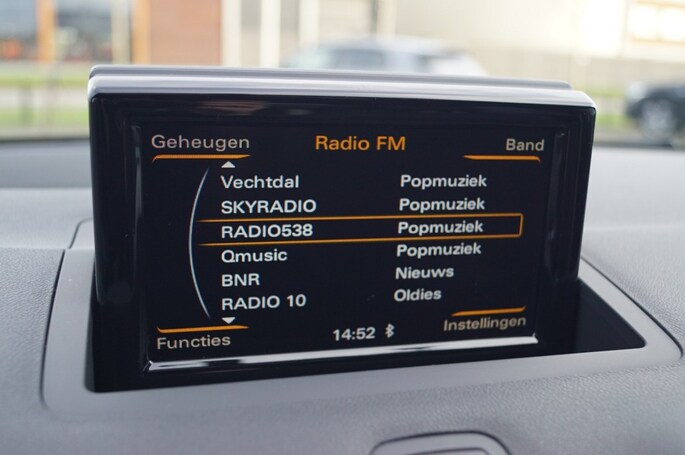 Geheugen Radio FM Band
Vechtdal Popmuziek
SKYRADIO Popmuziek
RADIO538 Popmuziek
Qmusic Popmuziek
BNR Nieuws
RADIO 10 Oldies
Functies 14:52 Instellingen